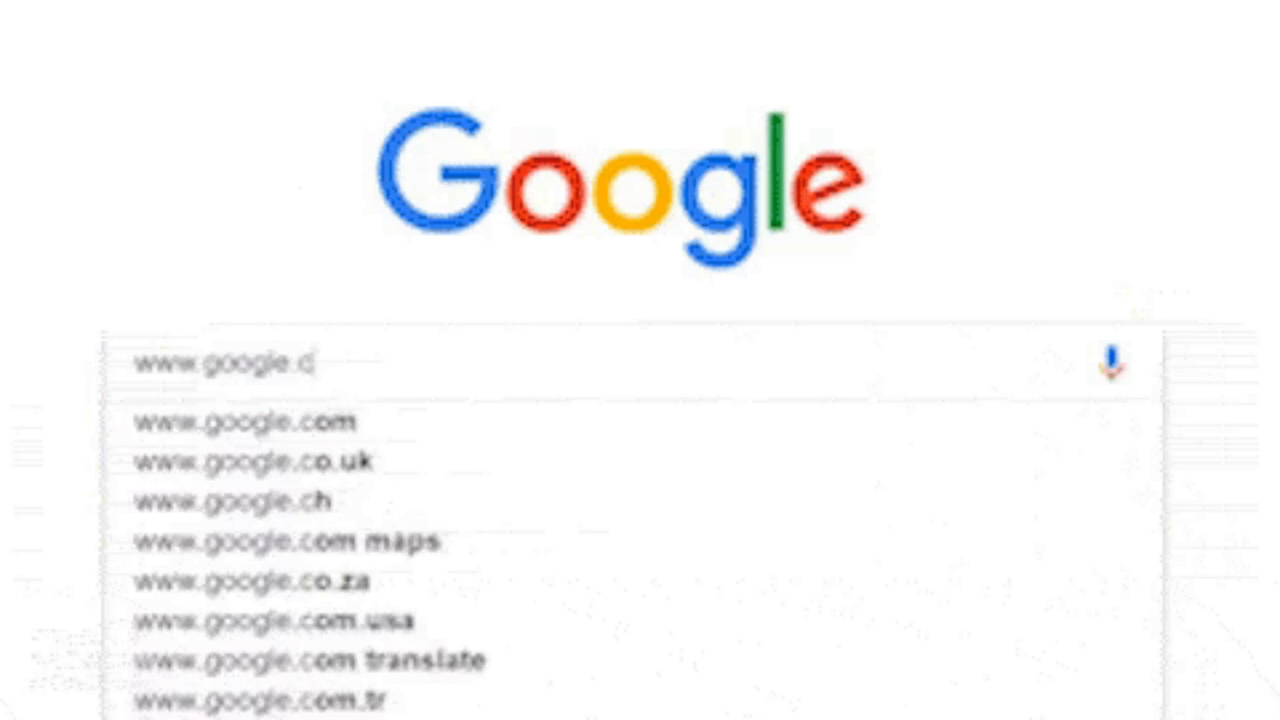 Google
www.google.c
www.google.com
www.google.co.uk
www.google.ch
www.google.com maps
www.google.co.za
www.google.com.usa
www.google.com translate
www.google.com.tr